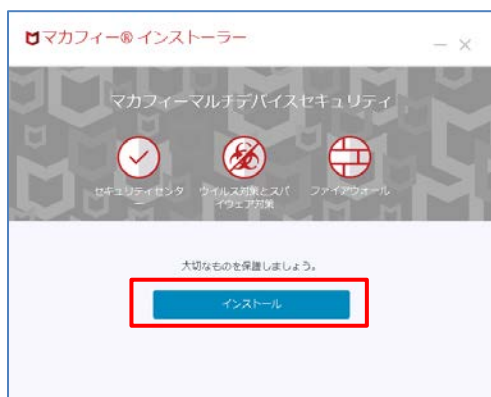 マカフィー® インストーラー
マカフィーマルチデバイスセキュリティ
セキュリティセンタ
ー
ウイルス対策とスパ
イウェア対策
ファイアウォール
大切なものを保護しましょう。
インストール